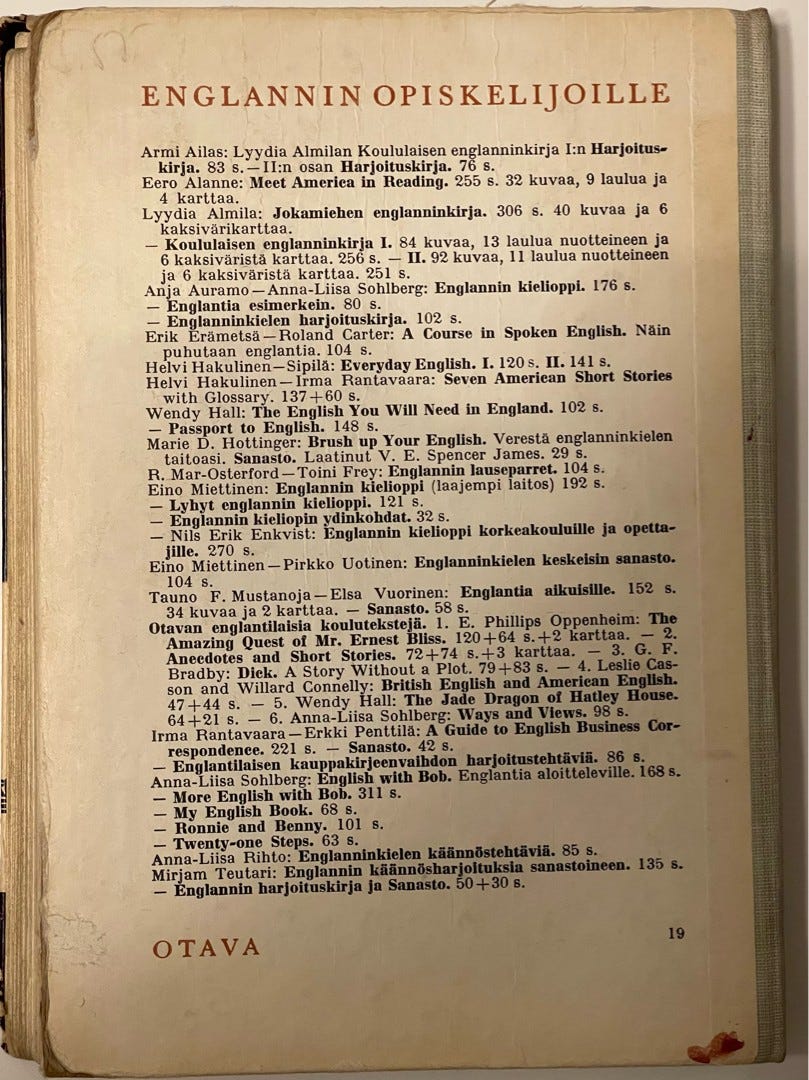 ENGLANNIN OPISKELIJOILLE
Armi Ailas: Lyydia Almilan Koululaisen englanninkirja I:n Harjoitus-
kirja. 83 s. — II:n osan Harjoituskirja. 76 s.
Eero Alanne: Meet America in Reading. 255 s. 32 kuvaa, 9 laulua ja
4 karttaa.
Lyydia Almila: Jokamiehen englanninkirja. 306 s. 40 kuvaa ja 6
kaksivärikarttaa.
— Koululaisen englanninkirja I. 84 kuvaa, 13 laulua nuotteineen ja
6 kaksiväristä karttaa. 256 s. — II. 92 kuvaa, 11 laulua nuotteineen
ja 6 kaksiväristä karttaa. 251 s.
Anja Auramo—Anna-Liisa Sohlberg: Englannin kielioppi. 176 s.
— Englantia esimerkein. 80 s.
— Englanninkielen harjoituskirja. 102 s.
Erik Erämetsä—Roland Carter: A Course in Spoken English. Näin
puhutaan englantia. 104 s.
Helvi Hakulinen—Sipilä: Everyday English. I. 120 s. II. 141 s.
Helvi Hakulinen—Irma Rantavaara: Seven American Short Stories
with Glossary. 137+60 s.
Wendy Hall: The English You Will Need in England. 102 s.
— Passport to English. 148 s.
Marie D. Hottinger: Brush up Your English. Verestä englanninkielen
taitoasi. Sanasto. Laatinut V. E. Spencer James. 29 s.
R. Mar-Osterford—Toini Frey: Englannin lauseparret. 104 s.
Eino Miettinen: Englannin kielioppi (laajempi laitos) 192 s.
— Lyhyt englannin kielioppi. 121 s.
— Englannin kieliopin ydinkohdat. 32 s.
— Nils Erik Enkvist: Englannin kielioppi korkeakouluille ja opetta-
jille. 270 s.
Eino Miettinen—Pirkko Uotinen: Englanninkielen keskeisin sanasto.
104 s.
Tauno F. Mustanoja—Elsa Vuorinen: Englantia aikuisille. 152 s.
34 kuvaa ja 2 karttaa. — Sanasto. 58 s.
Otavan englantilaisia koulutekstejä. 1. E. Phillips Oppenheim: The
Amazing Quest of Mr. Ernest Bliss. 120+64 s.+2 karttaa. — 2.
Anecdotes and Short Stories. 72+74 s.+3 karttaa. — 3. G. F.
Bradby: Dick. A Story Without a Plot. 79+83 s. — 4. Leslie Cas-
son and Willard Connelly: British English and American English.
47+44 s. — 5. Wendy Hall: The Jade Dragon of Hatley House.
64+21 s. — 6. Anna-Liisa Sohlberg: Ways and Views. 98 s.
Irma Rantavaara—Erkki Penttilä: A Guide to English Business Cor-
respondence. 221 s. — Sanasto. 42 s.
— Englantilaisen kauppakirjeenvaihdon harjoitustehtäviä. 86 s.
Anna-Liisa Sohlberg: English with Bob. Englantia aloitteleville. 168 s.
— More English with Bob. 311 s.
— My English Book. 68 s.
— Ronnie and Benny. 101 s.
— Twenty-one Steps. 63 s.
Anna-Liisa Rihto: Englanninkielen käännöstehtäviä. 85 s.
Mirjam Teutari: Englannin käännösharjoituksia sanastoineen. 135 s.
— Englannin harjoituskirja ja Sanasto. 50+30 s.
OTAVA
19